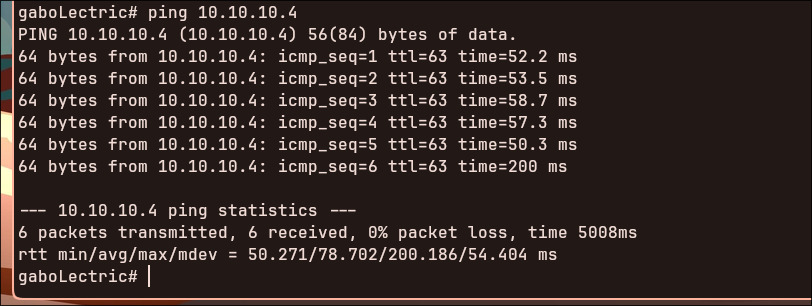 gaboLectric# ping 10.10.10.4
PING 10.10.10.4 (10.10.10.4) 56(84) bytes of data.
64 bytes from 10.10.10.4: icmp_seq=1 ttl=63 time=52.2 ms
64 bytes from 10.10.10.4: icmp_seq=2 ttl=63 time=53.5 ms
64 bytes from 10.10.10.4: icmp_seq=3 ttl=63 time=58.7 ms
64 bytes from 10.10.10.4: icmp_seq=4 ttl=63 time=57.3 ms
64 bytes from 10.10.10.4: icmp_seq=5 ttl=63 time=50.3 ms
64 bytes from 10.10.10.4: icmp_seq=6 ttl=63 time=200 ms
--- 10.10.10.4 ping statistics ---
6 packets transmitted, 6 received, 0% packet loss, time 5008ms
rtt min/avg/max/mdev = 50.271/78.702/200.186/54.404 ms
gaboLectric#